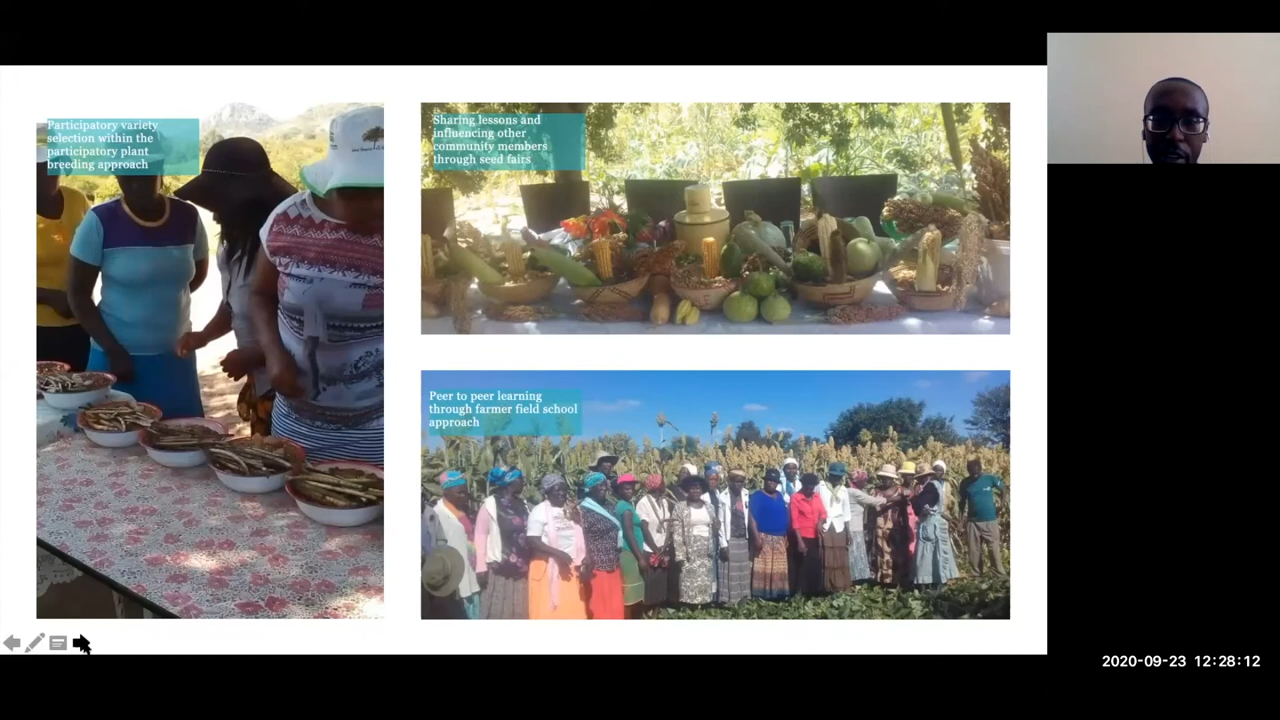 Participatory variety
selection within the
participatory plant
breeding approach
Sharing lessons and
influencing other
community members
through seed fairs
Peer to peer learning
through farmer field school
approach
2020-09-23 12:28:12